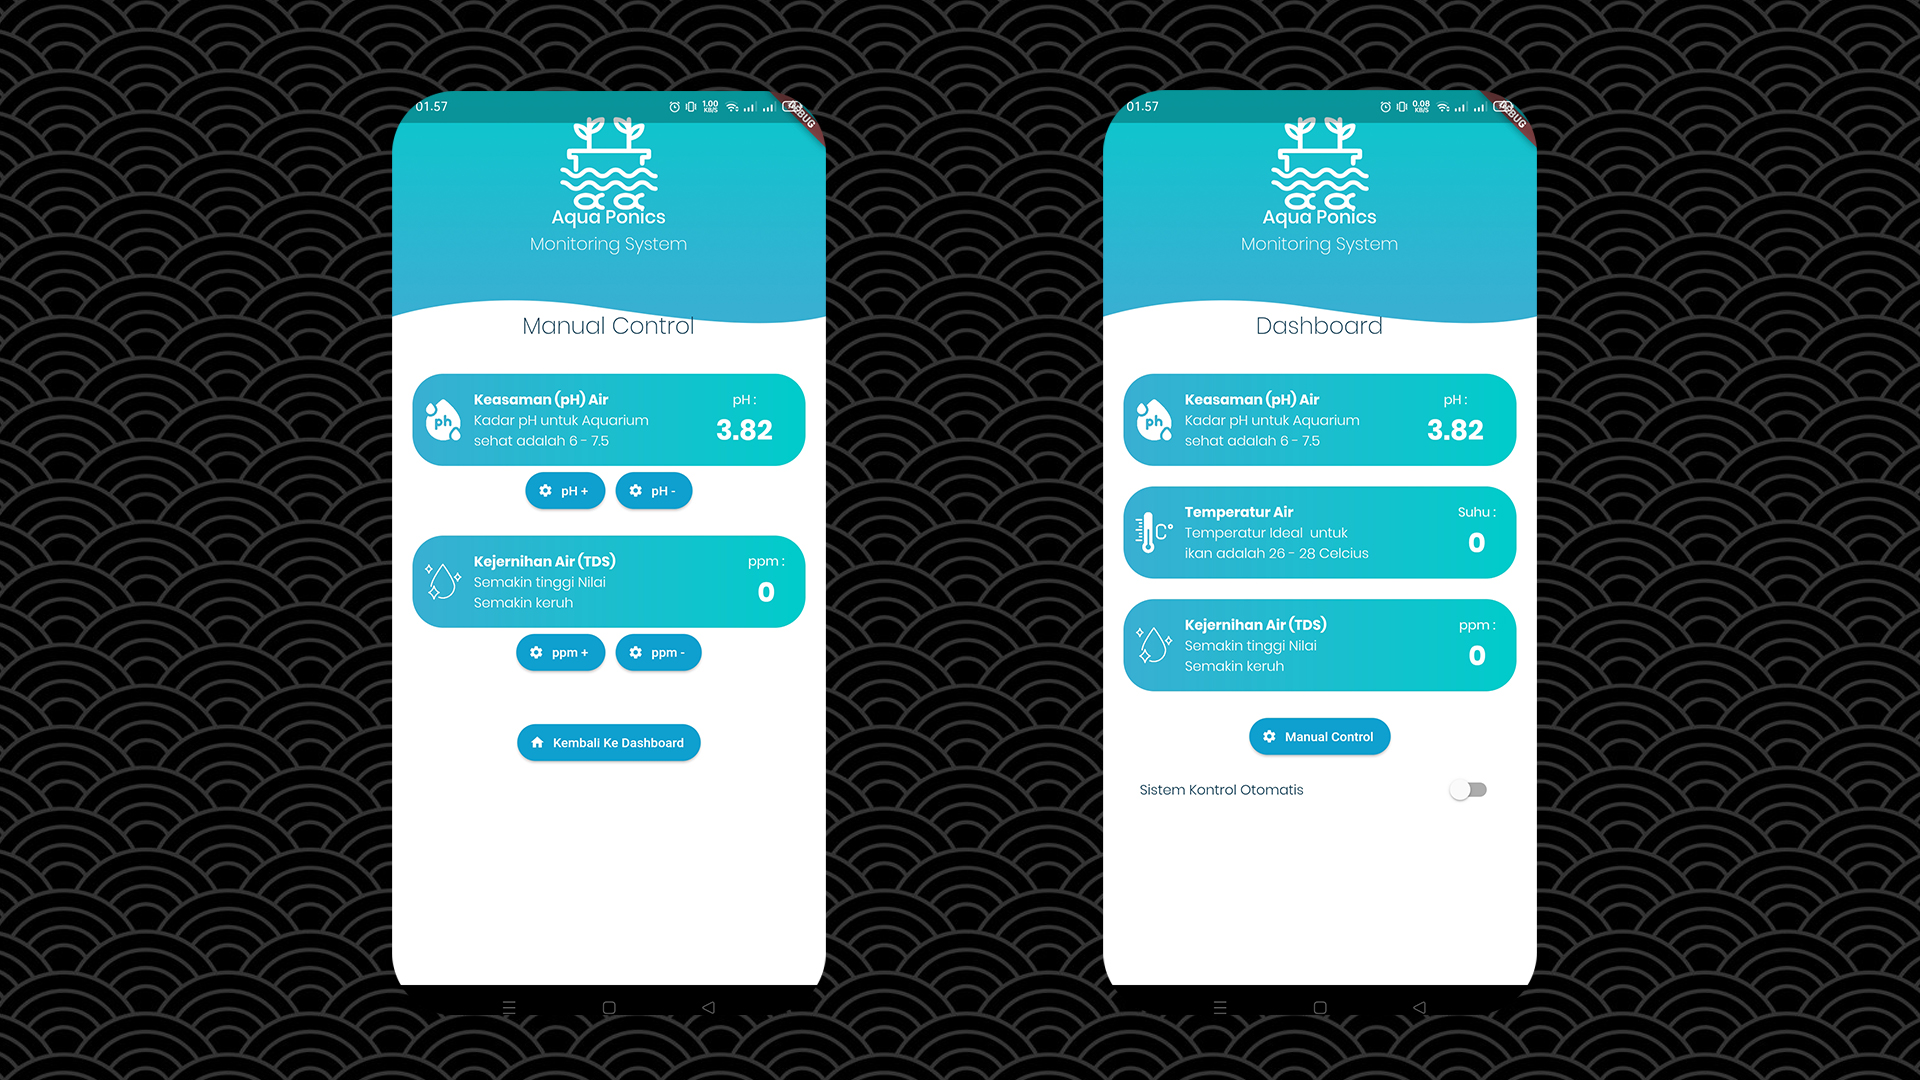 01.57
1.00
KB/S
Aqua Ponics
Monitoring System
Manual Control
ph
Keasaman (pH) Air
Kadar pH untuk Aquarium
sehat adalah 6 - 7.5
pH :
3.82
pH +
pH -
Kejernihan Air (TDS)
Semakin tinggi Nilai
Semakin keruh
ppm :
0
ppm +
ppm -
Kembali Ke Dashboard
01.57
0.08
KB/S
Aqua Ponics
Monitoring System
Dashboard
ph
Keasaman (pH) Air
Kadar pH untuk Aquarium
sehat adalah 6 - 7.5
pH :
3.82
C°
Temperatur Air
Temperatur Ideal  untuk
ikan adalah 26 - 28 Celcius
Suhu :
0
Kejernihan Air (TDS)
Semakin tinggi Nilai
Semakin keruh
ppm :
0
Manual Control
Sistem Kontrol Otomatis